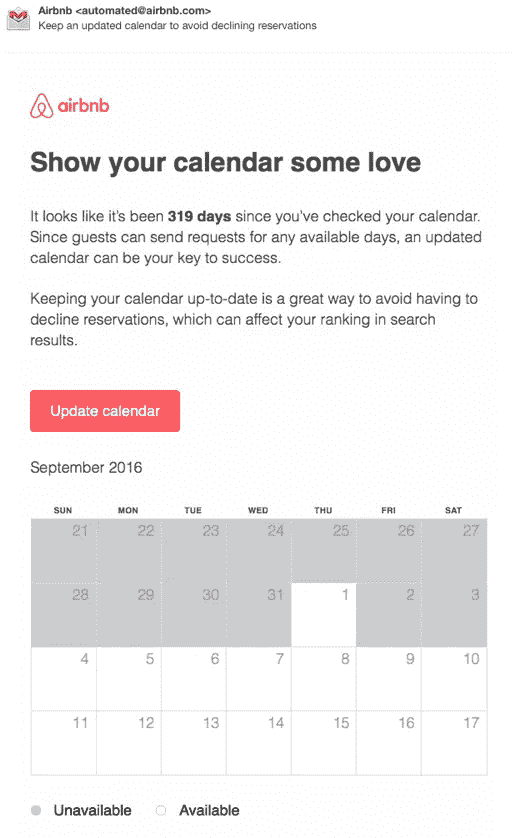 Airbnb <automated@airbnb.com>
Keep an updated calendar to avoid declining reservations
airbnb
Show your calendar some love
It looks like it's been 319 days since you've checked your calendar.
Since guests can send requests for any available days, an updated
calendar can be your key to success.
Keeping your calendar up-to-date is a great way to avoid having to
decline reservations, which can affect your ranking in search
results.
Update calendar
September 2016
SUN MON TUE WED THU FRI SAT
21 22 23 24 25 26 27
28 29 30 31 1 2 3
4 5 6 7 8 9 10
11 12 13 14 15 16 17
Unavailable Available